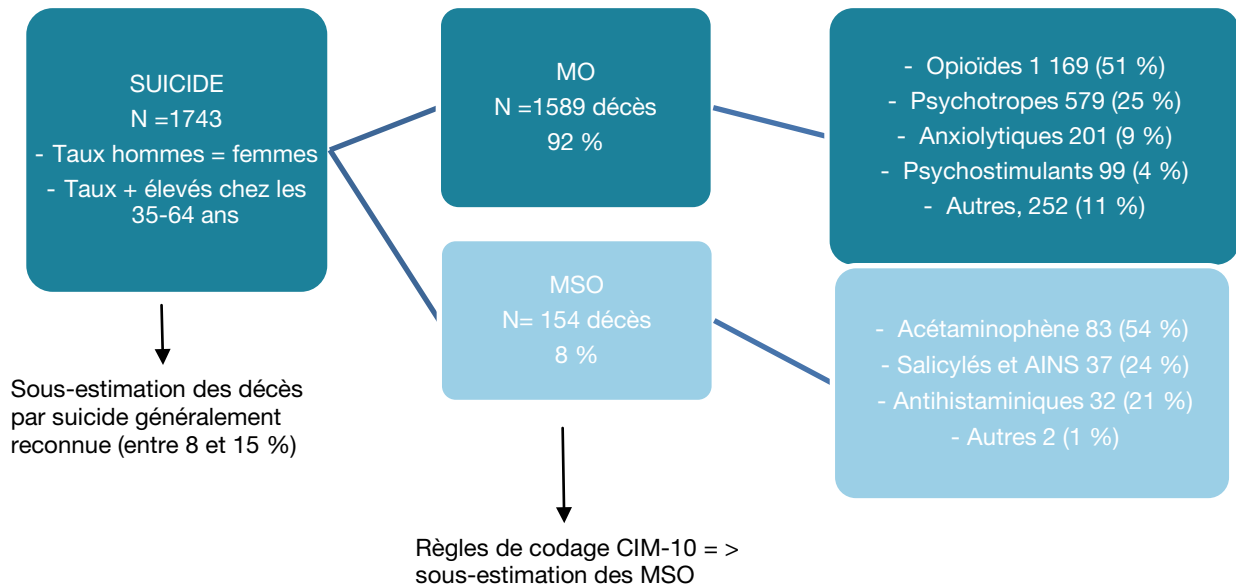 SUICIDE
N =1743
- Taux hommes = femmes
- Taux + élevés chez les
35-64 ans
MO
N =1589 décès
92 %
- Opioïdes 1 169 (51 %)
- Psychotropes 579 (25 %)
- Anxiolytiques 201 (9 %)
- Psychostimulants 99 (4 %)
- Autres, 252 (11 %)
MSO
N= 154 décès
8 %
- Acétaminophène 83 (54 %)
- Salicylés et AINS 37 (24 %)
- Antihistaminiques 32 (21 %)
- Autres 2 (1 %)
Sous-estimation des décès
par suicide généralement
reconnue (entre 8 et 15 %)
Règles de codage CIM-10 = >
sous-estimation des MSO